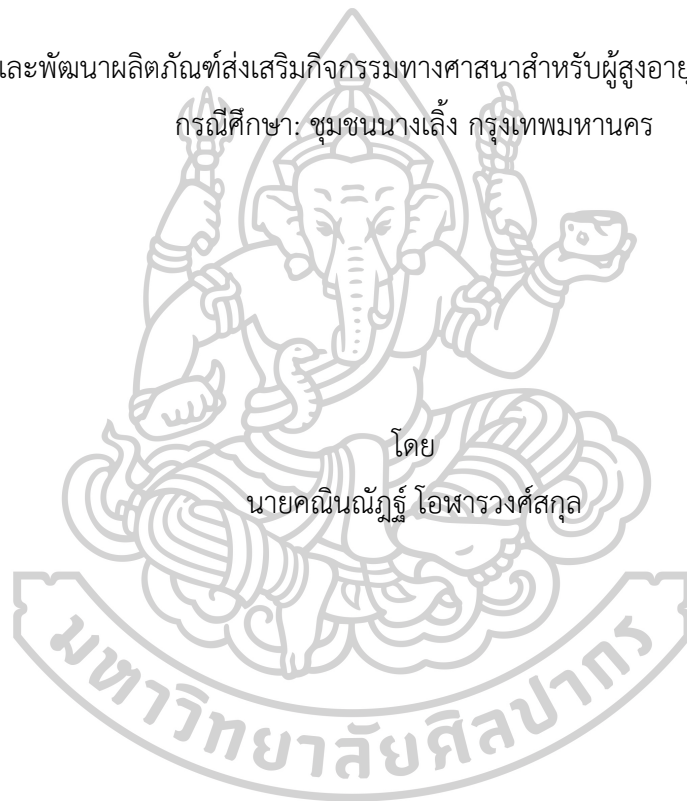 และพัฒนาผลิตภัณฑ์ส่งเสริมกิจกรรมทางศาสนาสำหรับผู้สูงอายุ
กรณีศึกษา: ชุมชนนางเลิ้ง กรุงเทพมหานคร
โดย
นายคณินณัฏฐ์ โอฬารวงศ์สกุล
มหาวิทยาลัยศิลปากร